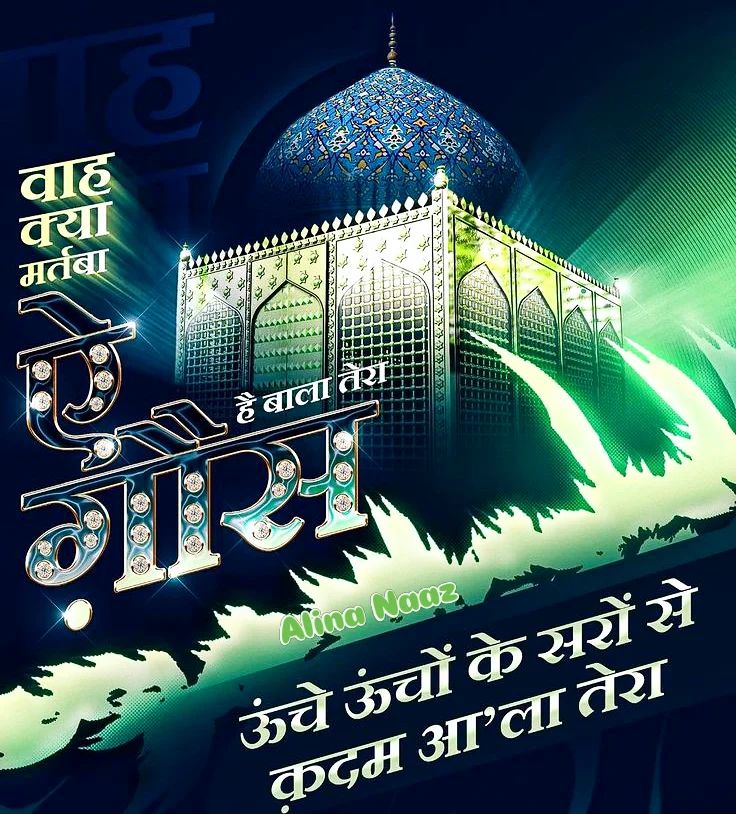 वाह
क्या
मर्तबा
ऐ
ग़ौस
है बाला तेरा
Alina Naaz
ऊंचे ऊंचों के सरों से
क़दम आ'ला तेरा